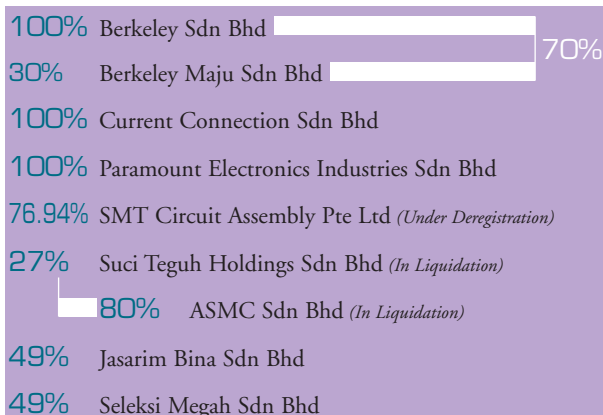 100% Berkeley Sdn Bhd
70%
30% Berkeley Maju Sdn Bhd
100% Current Connection Sdn Bhd
100% Paramount Electronics Industries Sdn Bhd
76.94% SMT Circuit Assembly Pte Ltd (Under Deregistration)
27% Suci Teguh Holdings Sdn Bhd (In Liquidation)
80% ASMC Sdn Bhd (In Liquidation)
49% Jasarim Bina Sdn Bhd
49% Seleksi Megah Sdn Bhd